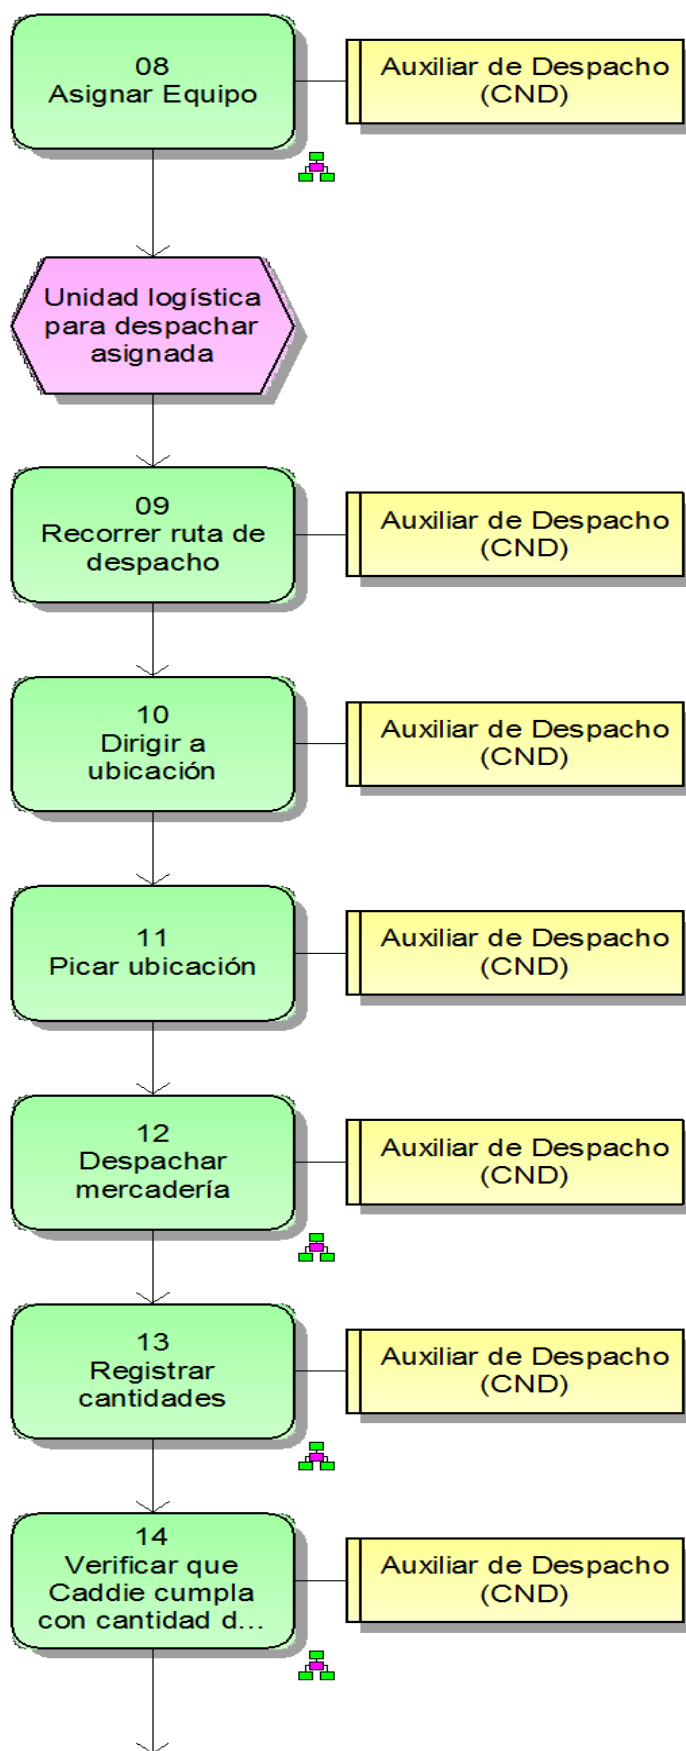 08
Asignar Equipo
Auxiliar de Despacho
(CND)
Unidad logística
para despachar
asignada
09
Recorrer ruta de
despacho
Auxiliar de Despacho
(CND)
10
Dirigir a
ubicación
Auxiliar de Despacho
(CND)
11
Picar ubicación
Auxiliar de Despacho
(CND)
12
Despachar
mercadería
Auxiliar de Despacho
(CND)
13
Registrar
cantidades
Auxiliar de Despacho
(CND)
14
Verificar que
Caddie cumpla
con cantidad d...
Auxiliar de Despacho
(CND)